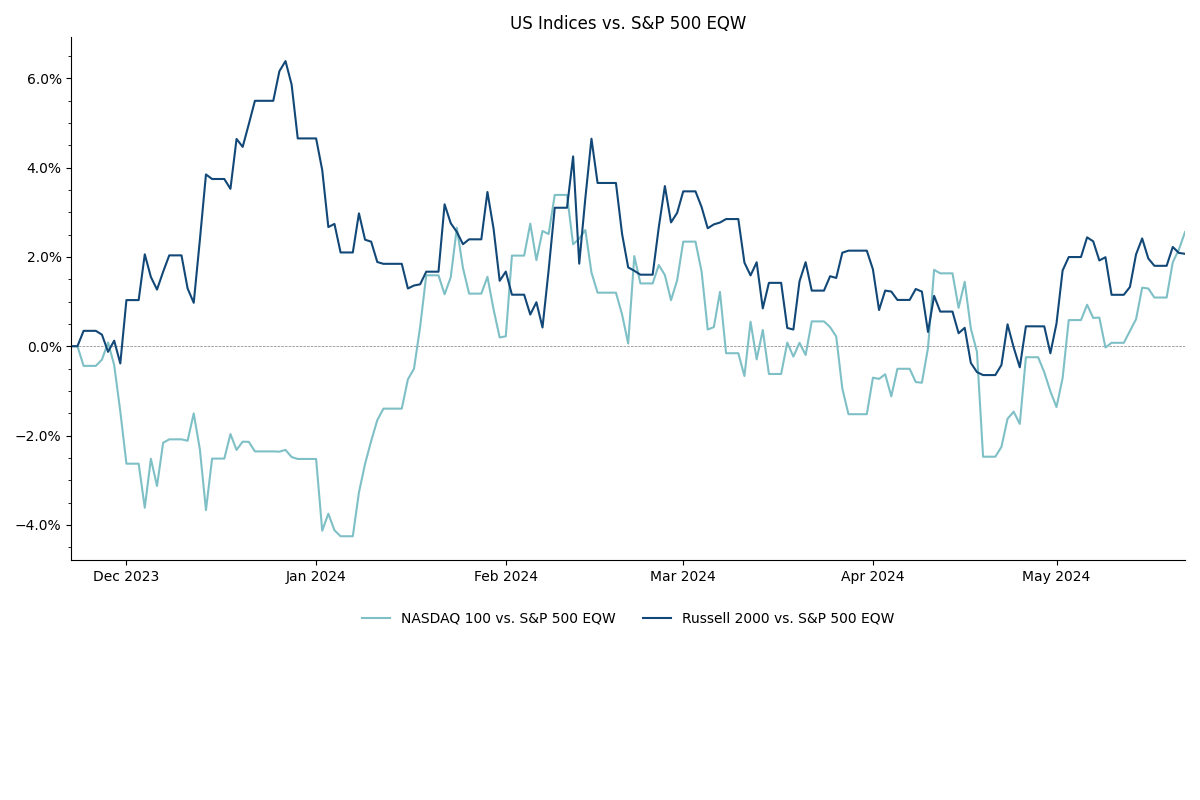 US Indices vs. S&P 500 EQW
6.0%
4.0%
2.0%
0.0%
−2.0%
−4.0%
Dec 2023 Jan 2024 Feb 2024 Mar 2024 Apr 2024 May 2024
NASDAQ 100 vs. S&P 500 EQW Russell 2000 vs. S&P 500 EQW